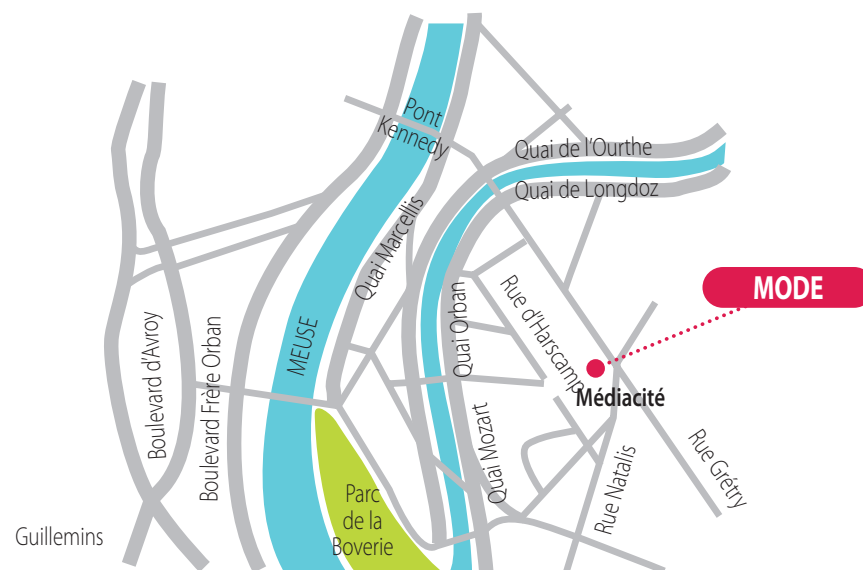 Pont
Kennedy
Quai de l'Ourthe
Quai de Longdoz
Quai Marcellis
MODE
Rue d'Harscamp
Quai Orban
MEUSE
Boulevard d'Avroy
Boulevard Frère Orban
Médiacité
Quai Mozart
Rue Grétry
Rue Natalis
Parc
de la
Boverie
Guillemins